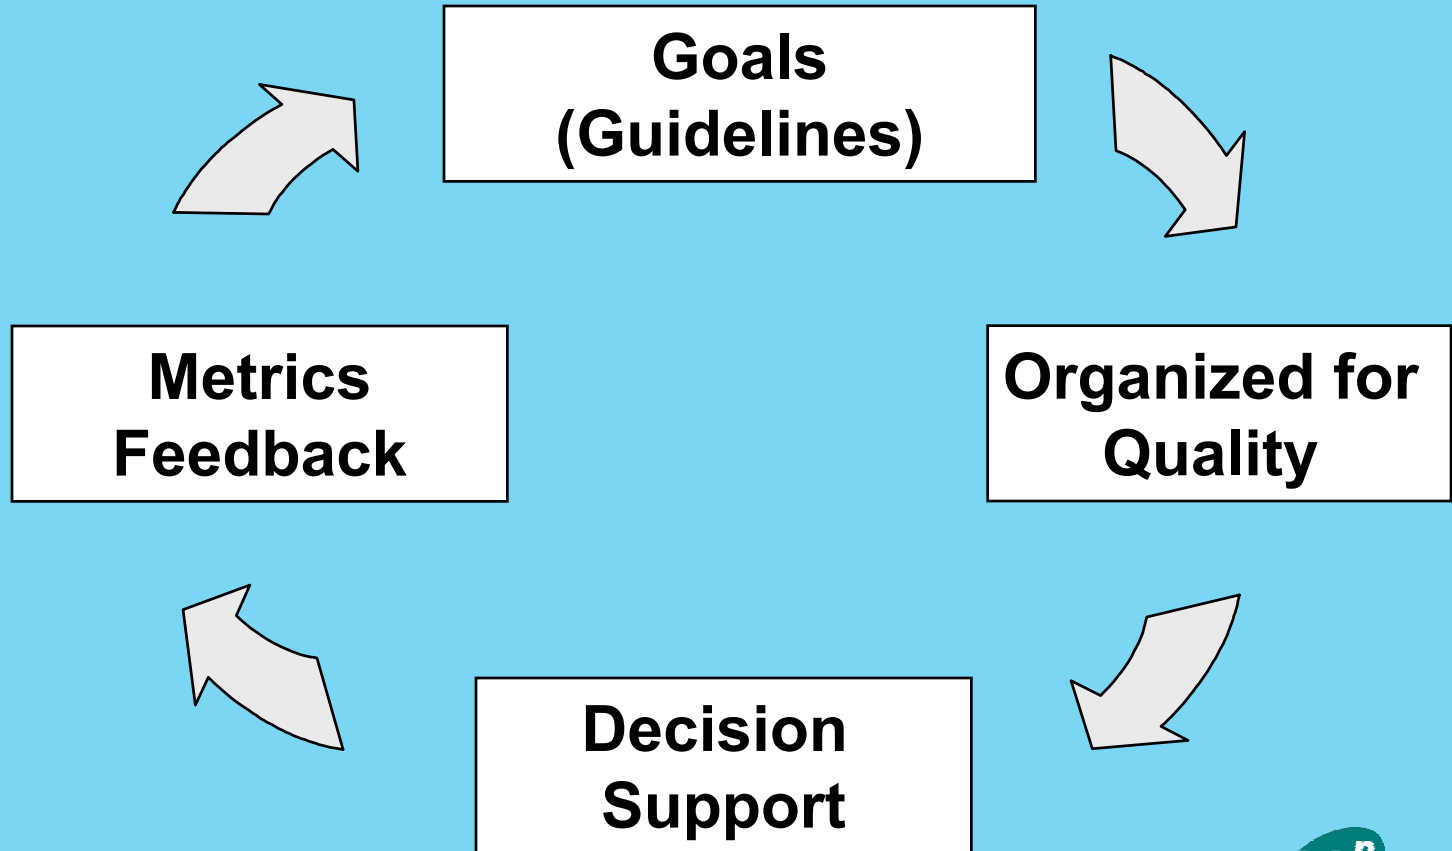 Goals
(Guidelines)
Metrics
Feedback
Organized for
Quality
Decision
Support